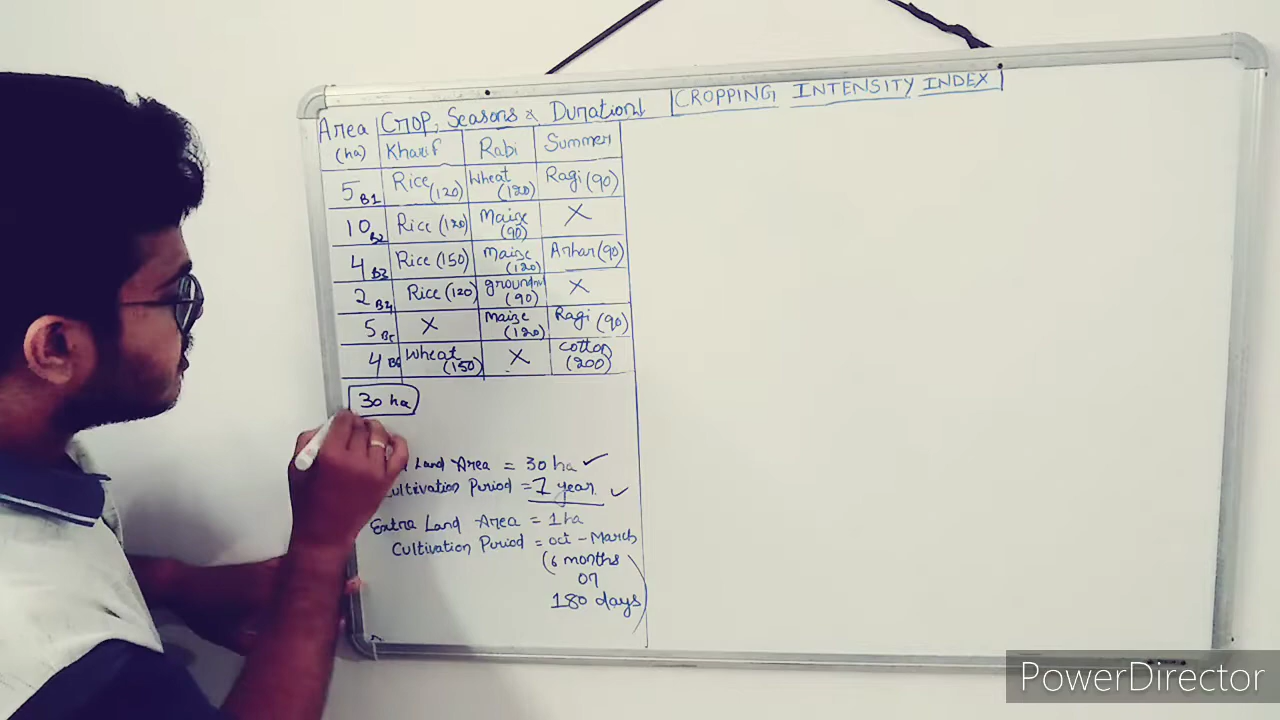 CROPPING INTENSITY INDEX
Area (ha) Crop, Seasons & Duration
Kharif Rabi Summer
5 B1 Rice (120) Wheat (120) Ragi (90)
10 B2 Rice (120) Maize (90) X
4 B3 Rice (150) Maize (120) Arhar (90)
2 B4 Rice (120) (90) X
5 B5 X Maize (120) Ragi (90)
4 B6 Wheat (150) X Cotton (200)
30 ha
Land Area = 30 ha ✓
Cultivation Period = 1 year ✓
Extra Land Area = 1 ha
Cultivation Period = Oct - March
(6 months
or
180 days)
PowerDirector